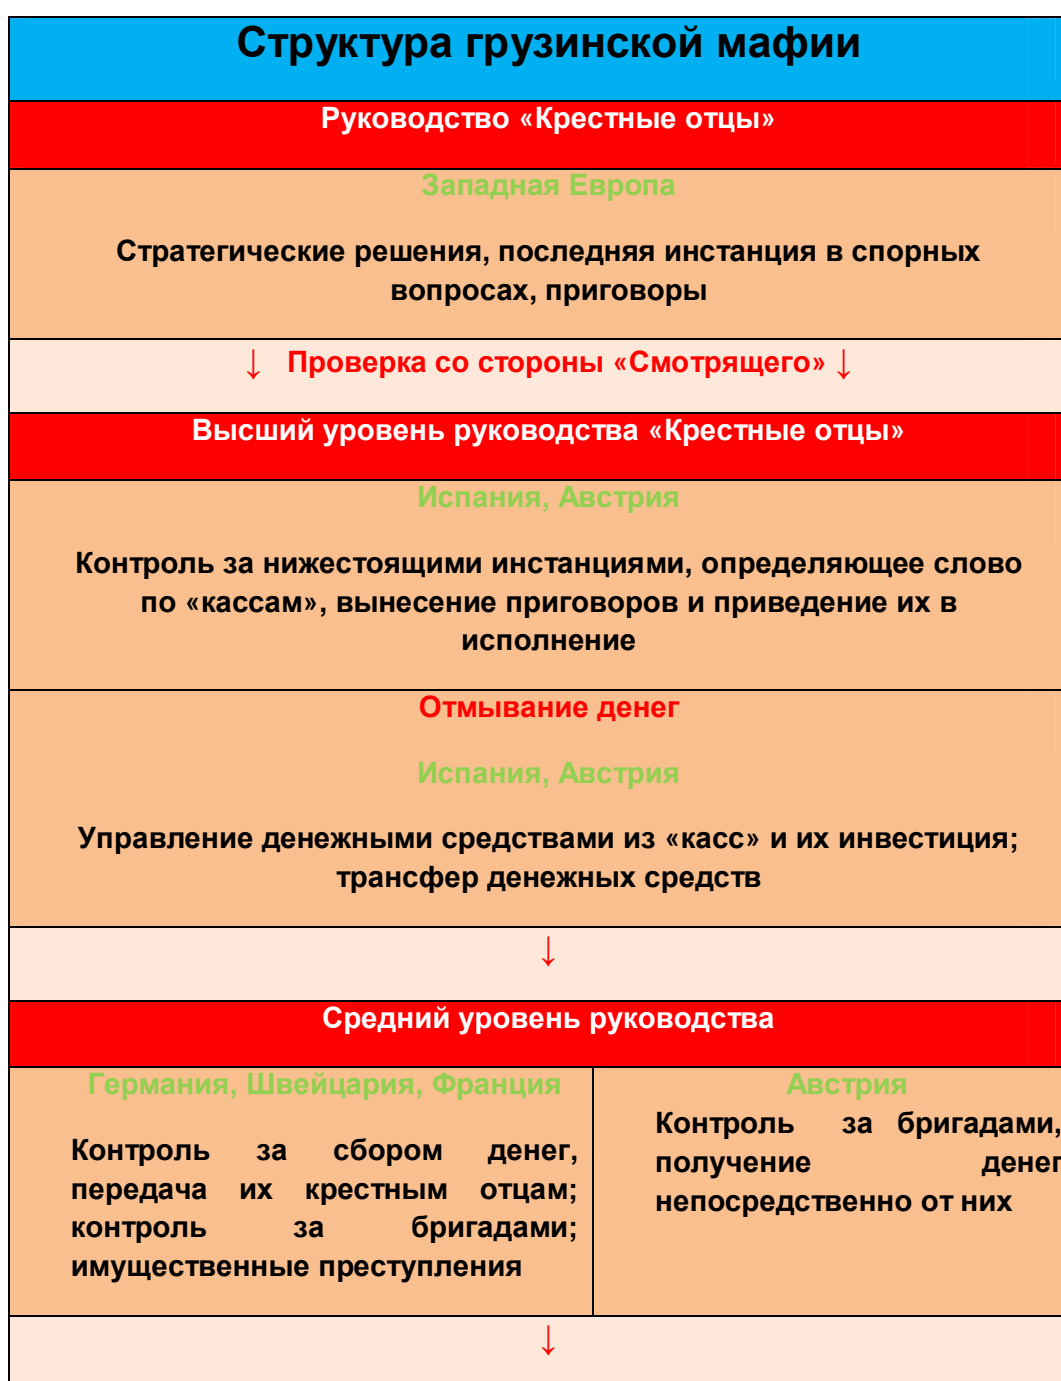 Структура грузинской мафии
Руководство «Крестные отцы»
Западная Европа
Стратегические решения, последняя инстанция в спорных
вопросах, приговоры
↓ Проверка со стороны «Смотрящего» ↓
Высший уровень руководства «Крестные отцы»
Испания, Австрия
Контроль за нижестоящими инстанциями, определяющее слово
по «кассам», вынесение приговоров и приведение их в
исполнение
Отмывание денег
Испания, Австрия
Управление денежными средствами из «касс» и их инвестиция;
трансфер денежных средств
↓
Средний уровень руководства
Германия, Швейцария, Франция
Контроль за сбором денег,
передача их крестным отцам;
контроль за бригадами;
имущественные преступления
Австрия
Контроль за бригадами,
получение денег
непосредственно от них
↓